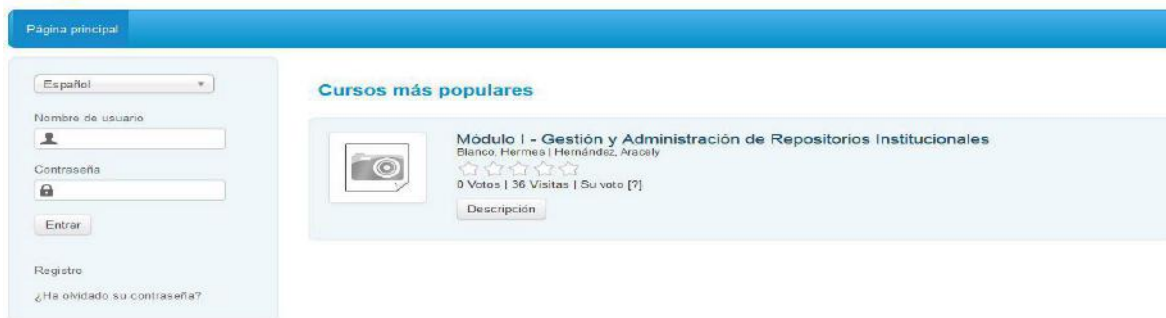 Página principal
Español
Nombre de usuario
Contraseña
Entrar
Registro
¿Ha olvidado su contraseña?
Cursos más populares
Módulo I - Gestión y Administración de Repositorios Institucionales
Blanco, Hermes | Hernández, Aracely
0 Votos | 36 Visitas | Su voto [?]
Descripción